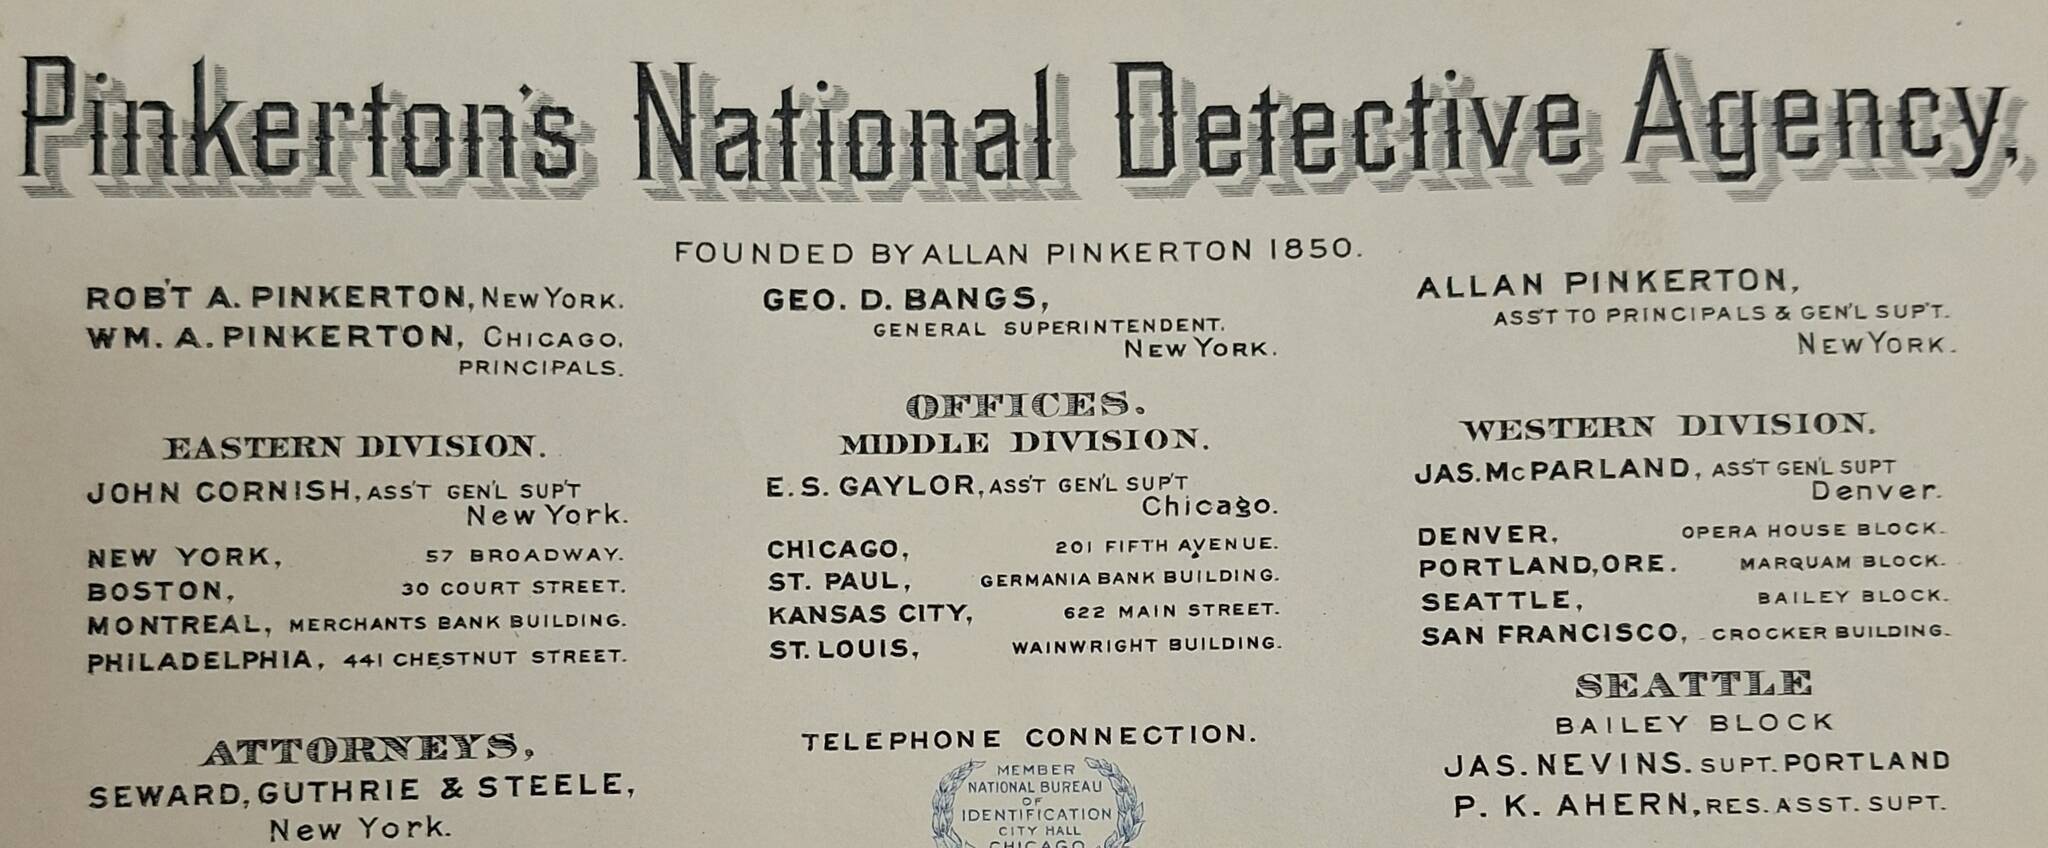 Pinkerton's National Detective Agency,
FOUNDED BY ALLAN PINKERTON 1850.
ROB'T A. PINKERTON, NEW YORK.
WM. A. PINKERTON, CHICAGO.
PRINCIPALS.
GEO. D. BANGS,
GENERAL SUPERINTENDENT.
NEW YORK.
ALLAN PINKERTON,
ASS'T TO PRINCIPALS & GEN'L SUP'T.
NEW YORK.
OFFICES.
EASTERN DIVISION.
JOHN CORNISH, ASS'T GEN'L SUP'T
New York.
NEW YORK, 57 BROADWAY.
BOSTON, 30 COURT STREET.
MONTREAL, MERCHANTS BANK BUILDING.
PHILADELPHIA, 441 CHESTNUT STREET.
MIDDLE DIVISION.
E. S. GAYLOR, ASS'T GEN'L SUP'T
Chicago.
CHICAGO, 201 FIFTH AVENUE.
ST. PAUL, GERMANIA BANK BUILDING.
KANSAS CITY, 622 MAIN STREET.
ST. LOUIS, WAINWRIGHT BUILDING.
WESTERN DIVISION.
JAS. McPARLAND, ASS'T GEN'L SUPT
Denver.
DENVER, OPERA HOUSE BLOCK.
PORTLAND, ORE. MARQUAM BLOCK.
SEATTLE, BAILEY BLOCK.
SAN FRANCISCO, CROCKER BUILDING.
ATTORNEYS,
SEWARD, GUTHRIE & STEELE,
New York.
TELEPHONE CONNECTION.
MEMBER
NATIONAL BUREAU
OF
IDENTIFICATION
CITY HALL
CHICAGO
SEATTLE
BAILEY BLOCK
JAS. NEVINS. SUPT. PORTLAND
P. K. AHERN, RES. ASST. SUPT.